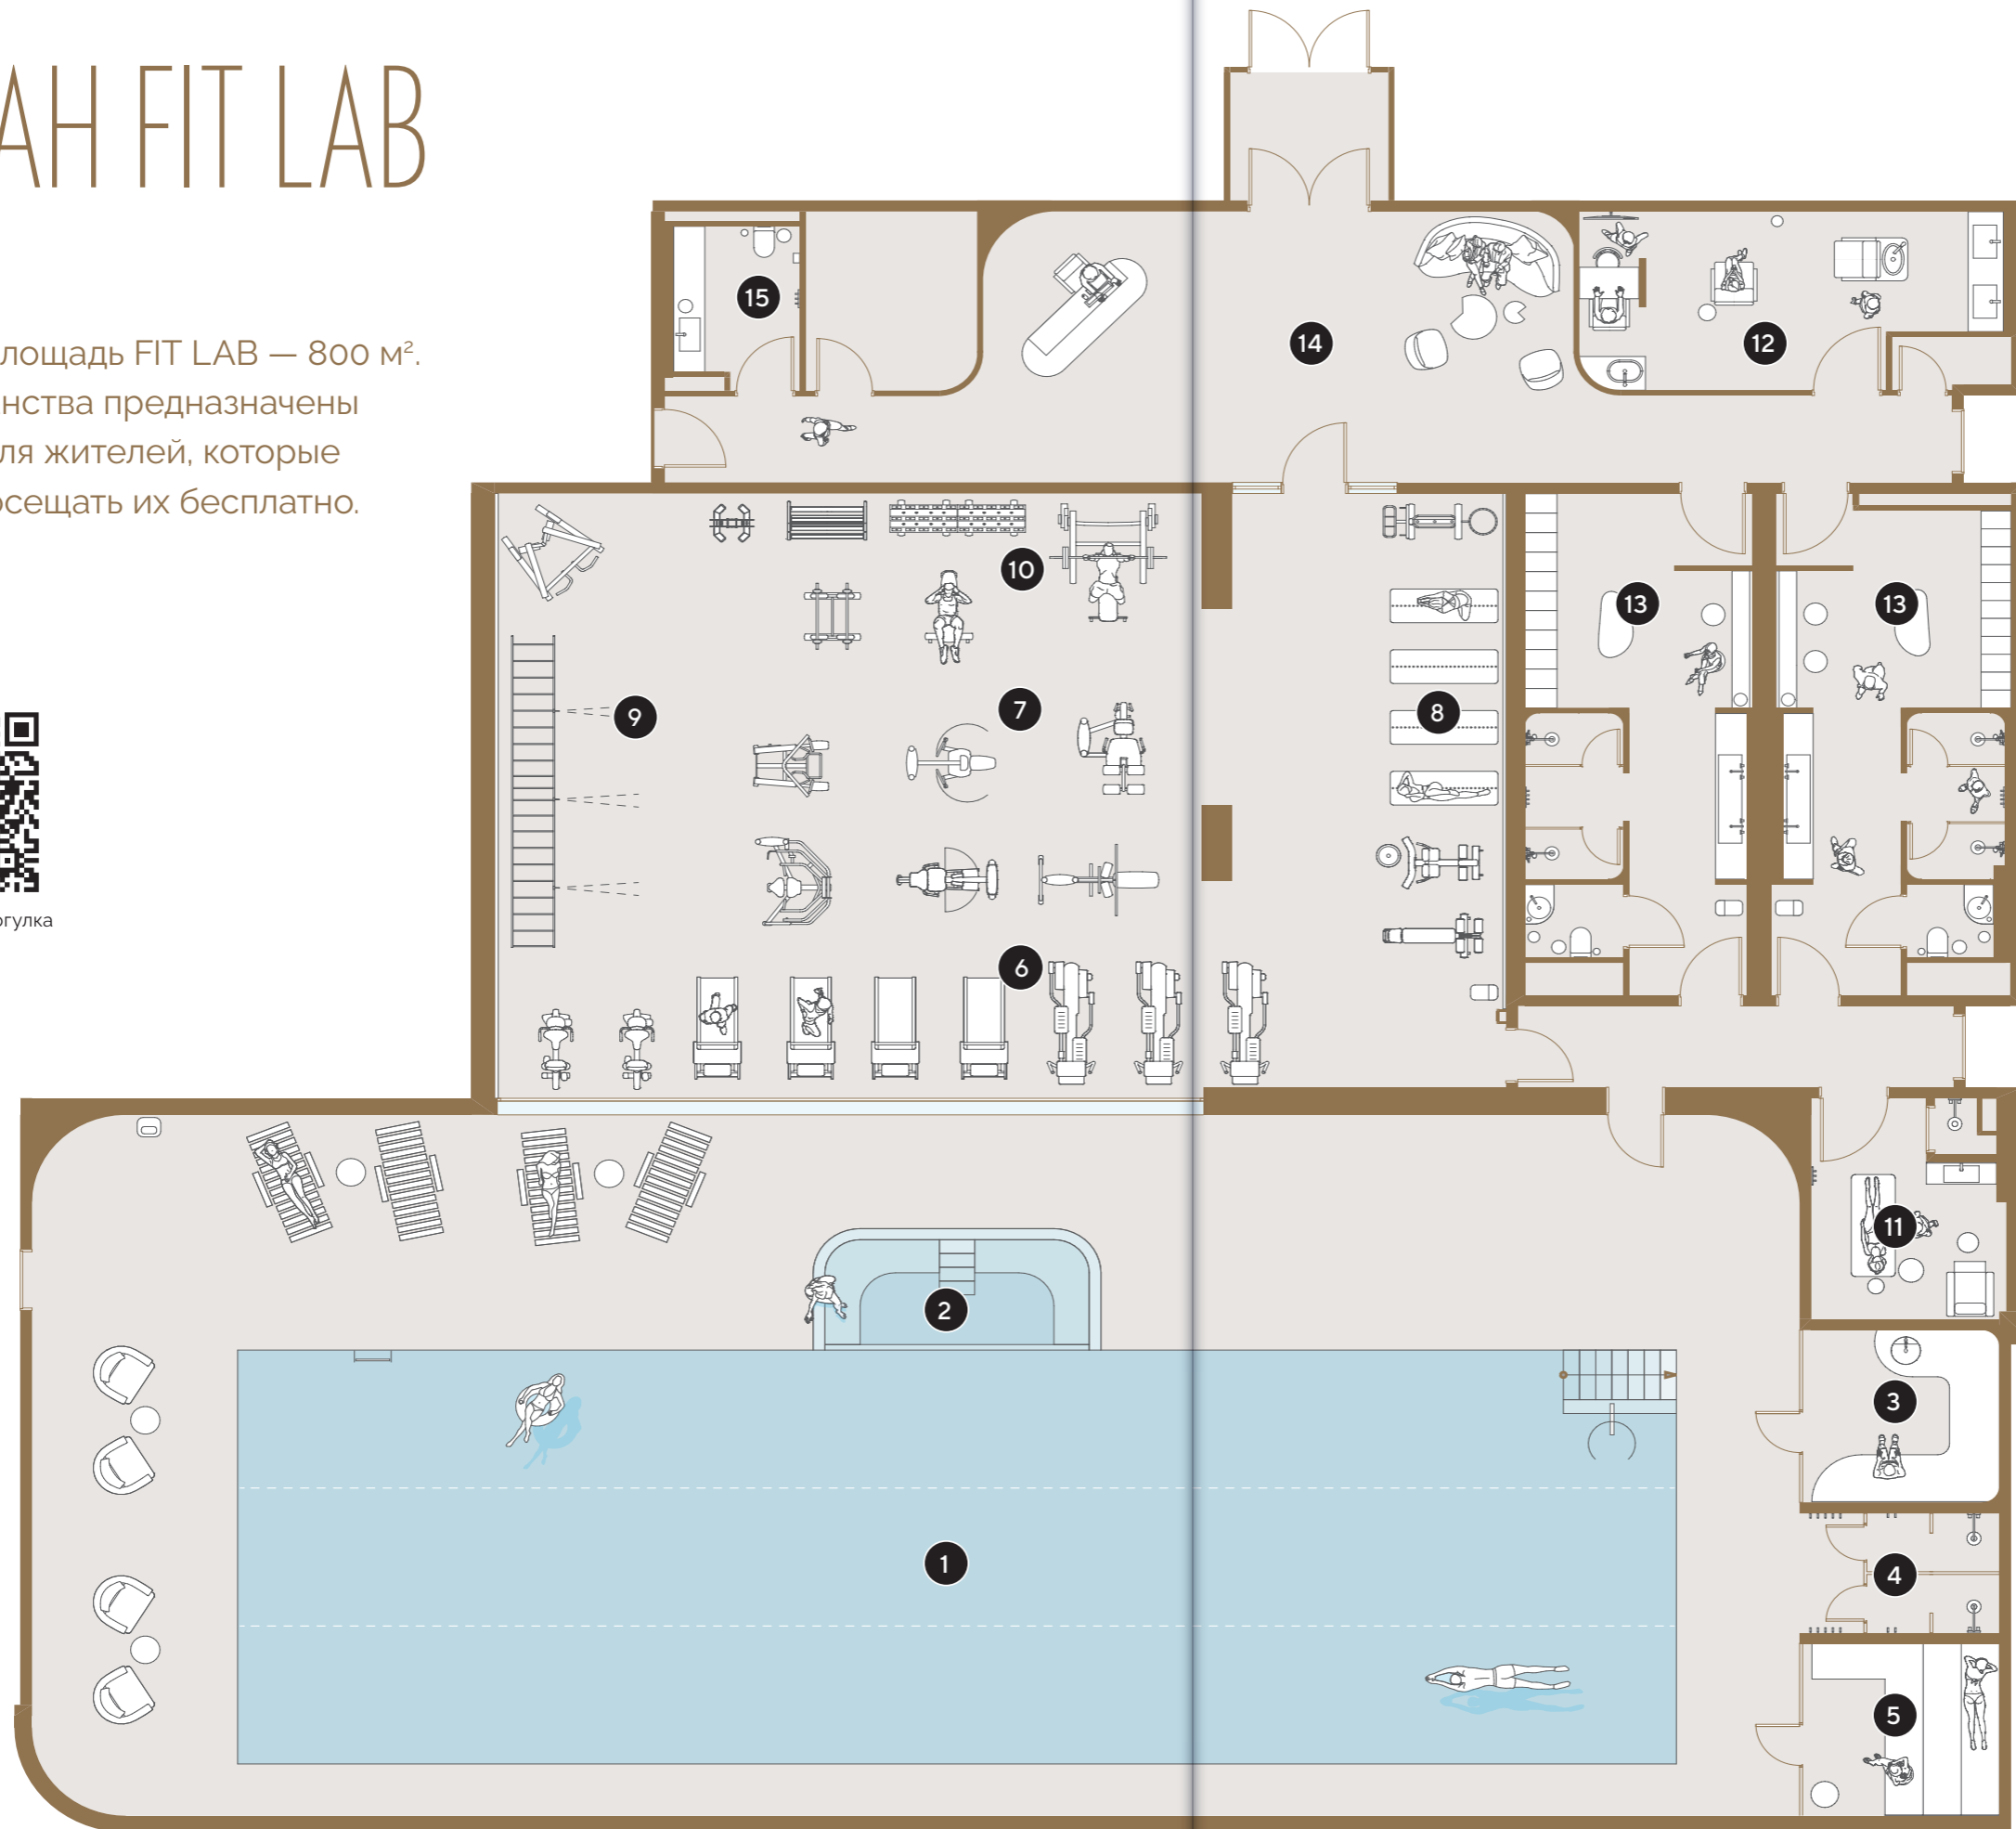 АН FIT LAB
лощадь FIT LAB — 800 м².
нства предназначены
ля жителей, которые
осещать их бесплатно.
огулка
15
14
12
10
13
13
9
7
8
6
11
2
3
1
4
5